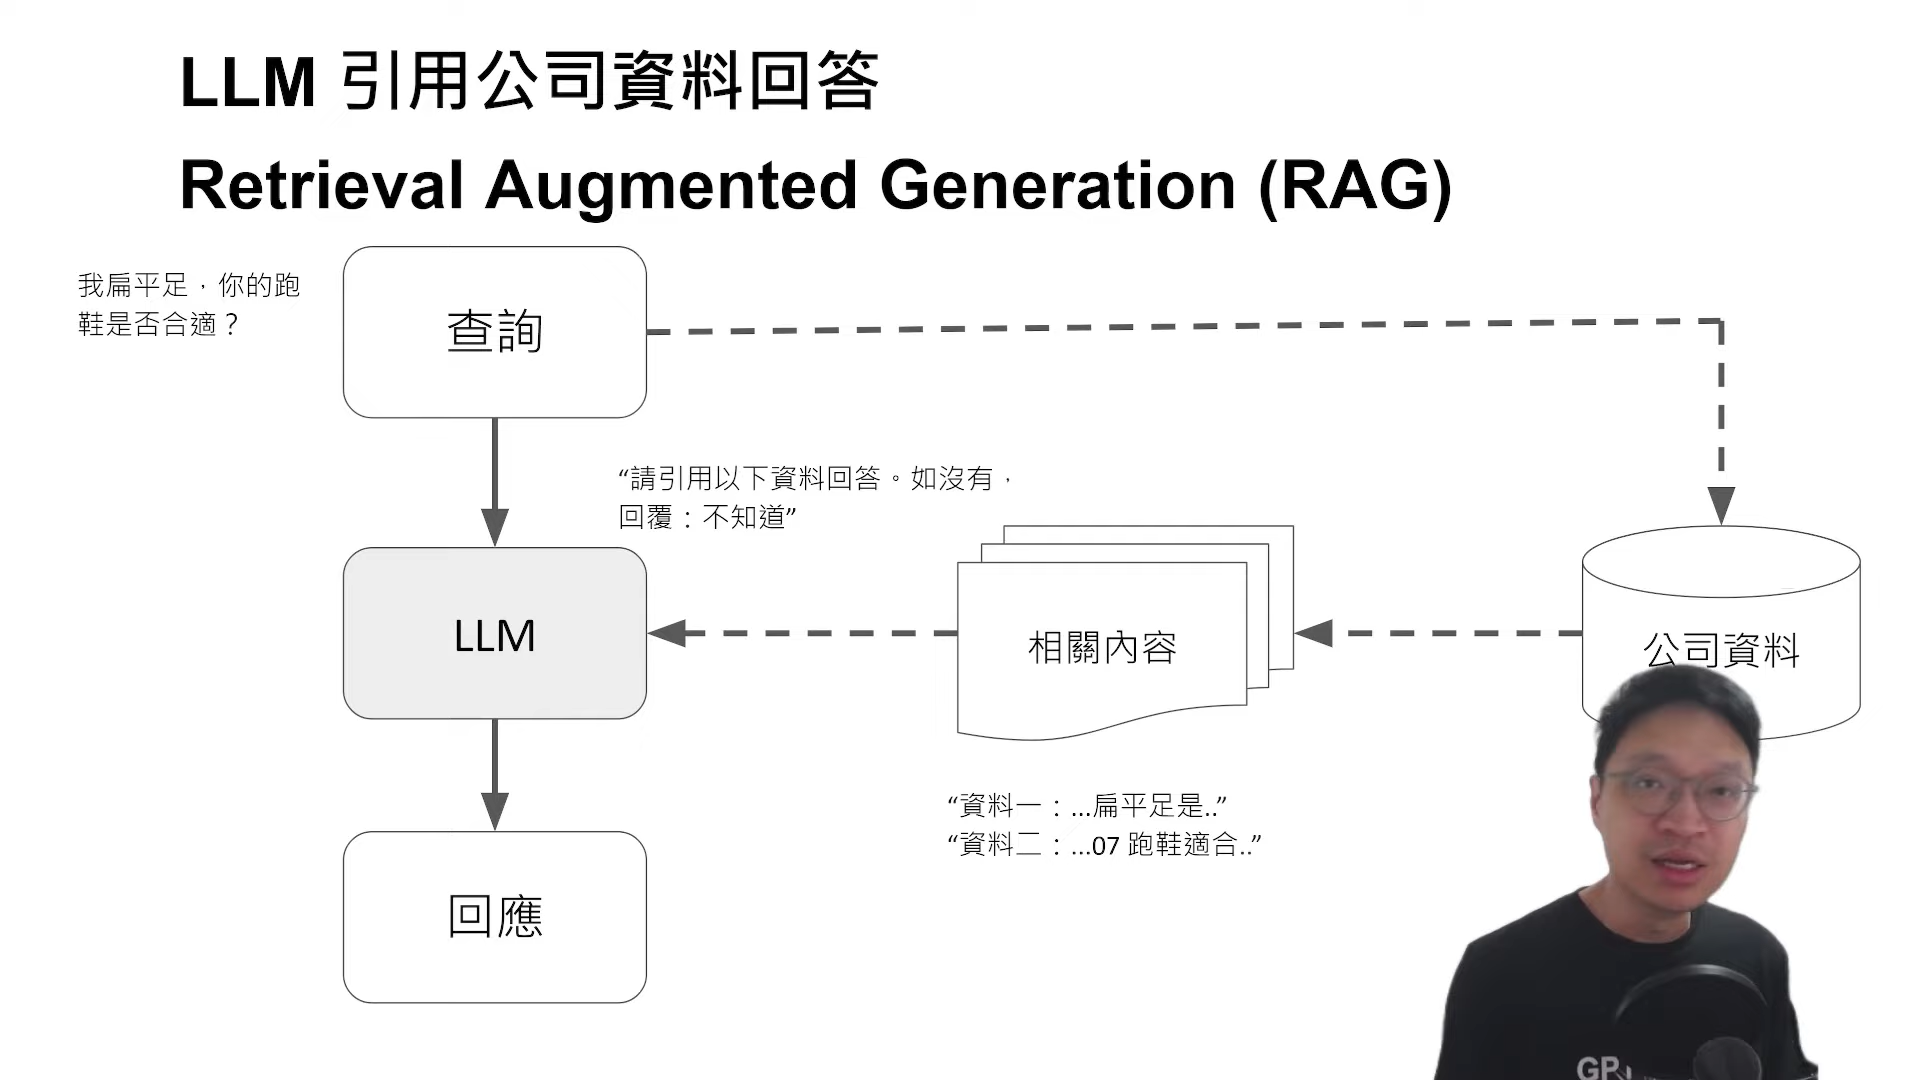 LLM 引用公司資料回答
Retrieval Augmented Generation (RAG)
我扁平足，你的跑
鞋是否合適？
查詢
“請引用以下資料回答。如沒有，
回覆：不知道”
LLM
相關內容
公司資料
“資料一：...扁平足是..”
“資料二：...07 跑鞋適合..”
回應